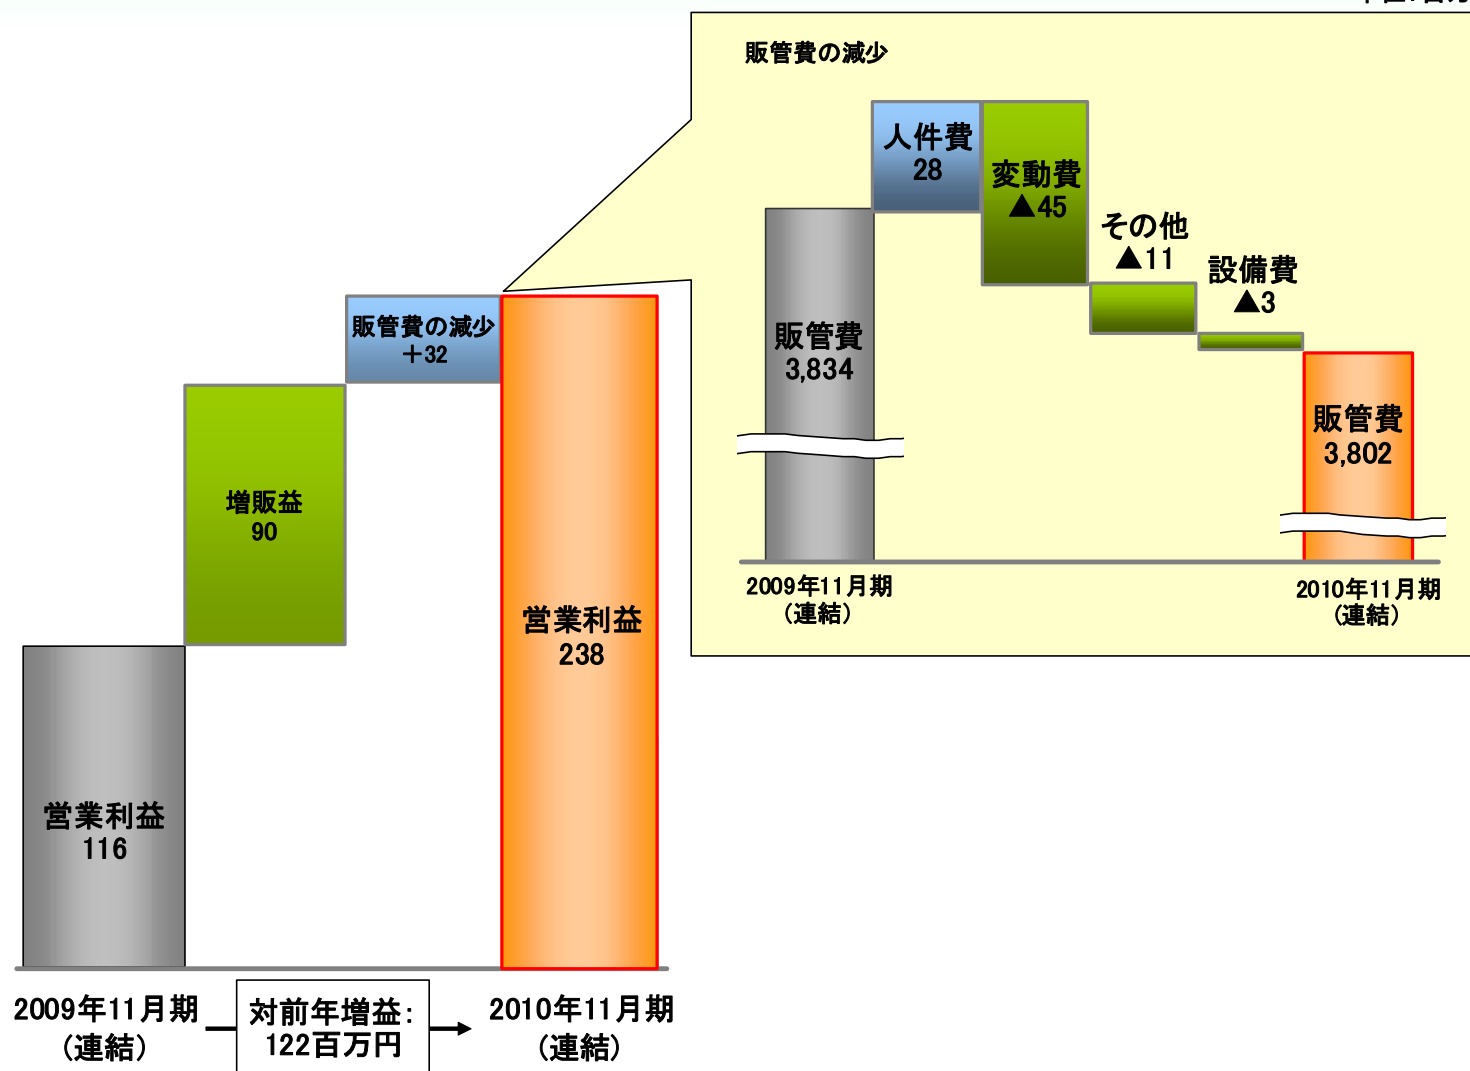 販管費の減少
人件費
28
変動費
▲45
その他
▲11
設備費
▲3
販管費
3,834
販管費
3,802
2009年11月期
(連結)
2010年11月期
(連結)
販管費の減少
+32
増販益
90
営業利益
116
営業利益
238
2009年11月期
(連結)
対前年増益:
122百万円
2010年11月期
(連結)